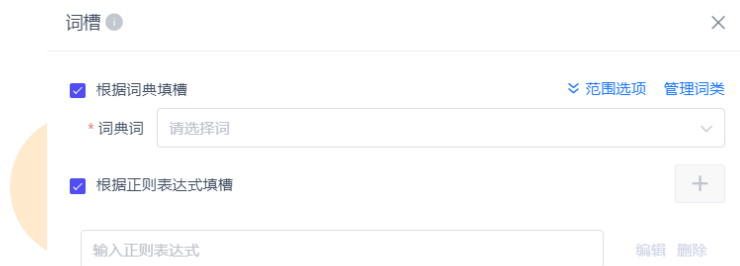 词槽
根据词典填槽 范围选项 管理词类
* 词典词 请选择词
根据正则表达式填槽
输入正则表达式 编辑 删除